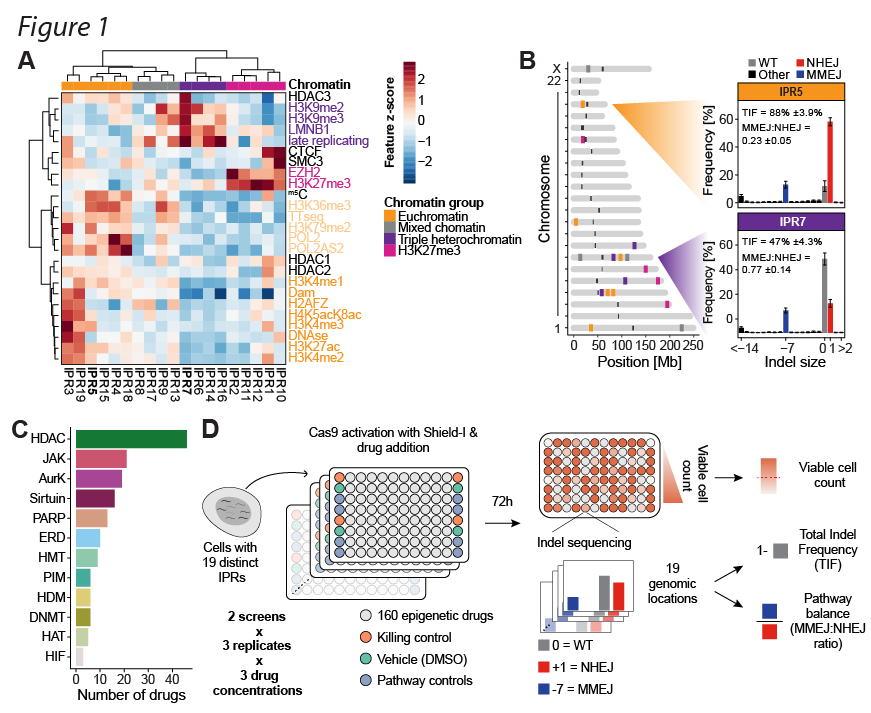 Figure 1
A
2
1
0
−1
−2
Feature z-score
Chromatin
HDAC3
H3K9me2
H3K9me3
LMNB1
late replicating
CTCF
SMC3
EZH2
H3K27me3
m5C
H3K36me3
TTseq
H3K79me2
POL2
POL2AS2
HDAC1
HDAC2
H3K4me1
Dam
H2AFZ
H4K5acK8ac
H3K4me3
DNAse
H3K27ac
H3K4me2
IPR3
IPR19
IPR5
IPR15
IPR4
IPR18
IPR8
IPR17
IPR9
IPR13
IPR7
IPR6
IPR14
IPR16
IPR2
IPR11
IPR12
IPR1
IPR10
Chromatin group
Euchromatin
Mixed chomatin
Triple heterochromatin
H3K27me3
B
Chromosome
X
22
1
0 50 100 150 200 250
Position [Mb]
WT NHEJ
Other MMEJ
IPR5
TIF = 88% ±3.9%
MMEJ:NHEJ =
0.23 ±0.05
Frequency [%]
60
40
20
0
IPR7
TIF = 47% ±4.3%
MMEJ:NHEJ =
0.77 ±0.14
Frequency [%]
60
40
20
0
<−14 −7 0 1 >2
Indel size
C
HDAC
JAK
AurK
Sirtuin
PARP
ERD
HMT
PIM
HDM
DNMT
HAT
HIF
0 10 20 30 40
Number of drugs
D
Cas9 activation with Shield-I &
drug addition
Cells with
19 distinct
IPRs
2 screens
x
3 replicates
x
3 drug
concentrations
160 epigenetic drugs
Killing control
Vehicle (DMSO)
Pathway controls
72h
Viable cell
count
Indel sequencing
19
genomic
locations
0 = WT
+1 = NHEJ
-7 = MMEJ
Viable cell
count
1-
Total Indel
Frequency
(TIF)
Pathway
balance
(MMEJ:NHEJ
ratio)